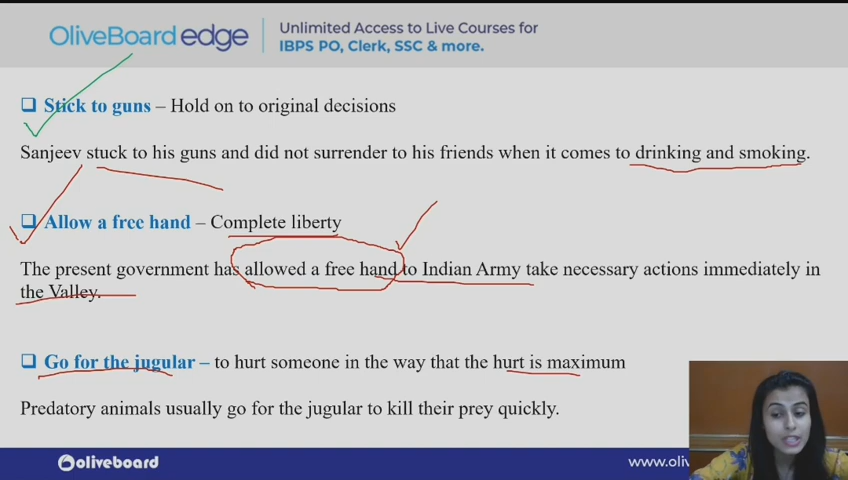 OliveBoard edge
Unlimited Access to Live Courses for
IBPS PO, Clerk, SSC & more.
Stick to guns – Hold on to original decisions
Sanjeev stuck to his guns and did not surrender to his friends when it comes to drinking and smoking.
Allow a free hand – Complete liberty
The present government has allowed a free hand to Indian Army take necessary actions immediately in
the Valley.
Go for the jugular – to hurt someone in the way that the hurt is maximum
Predatory animals usually go for the jugular to kill their prey quickly.
oliveboard